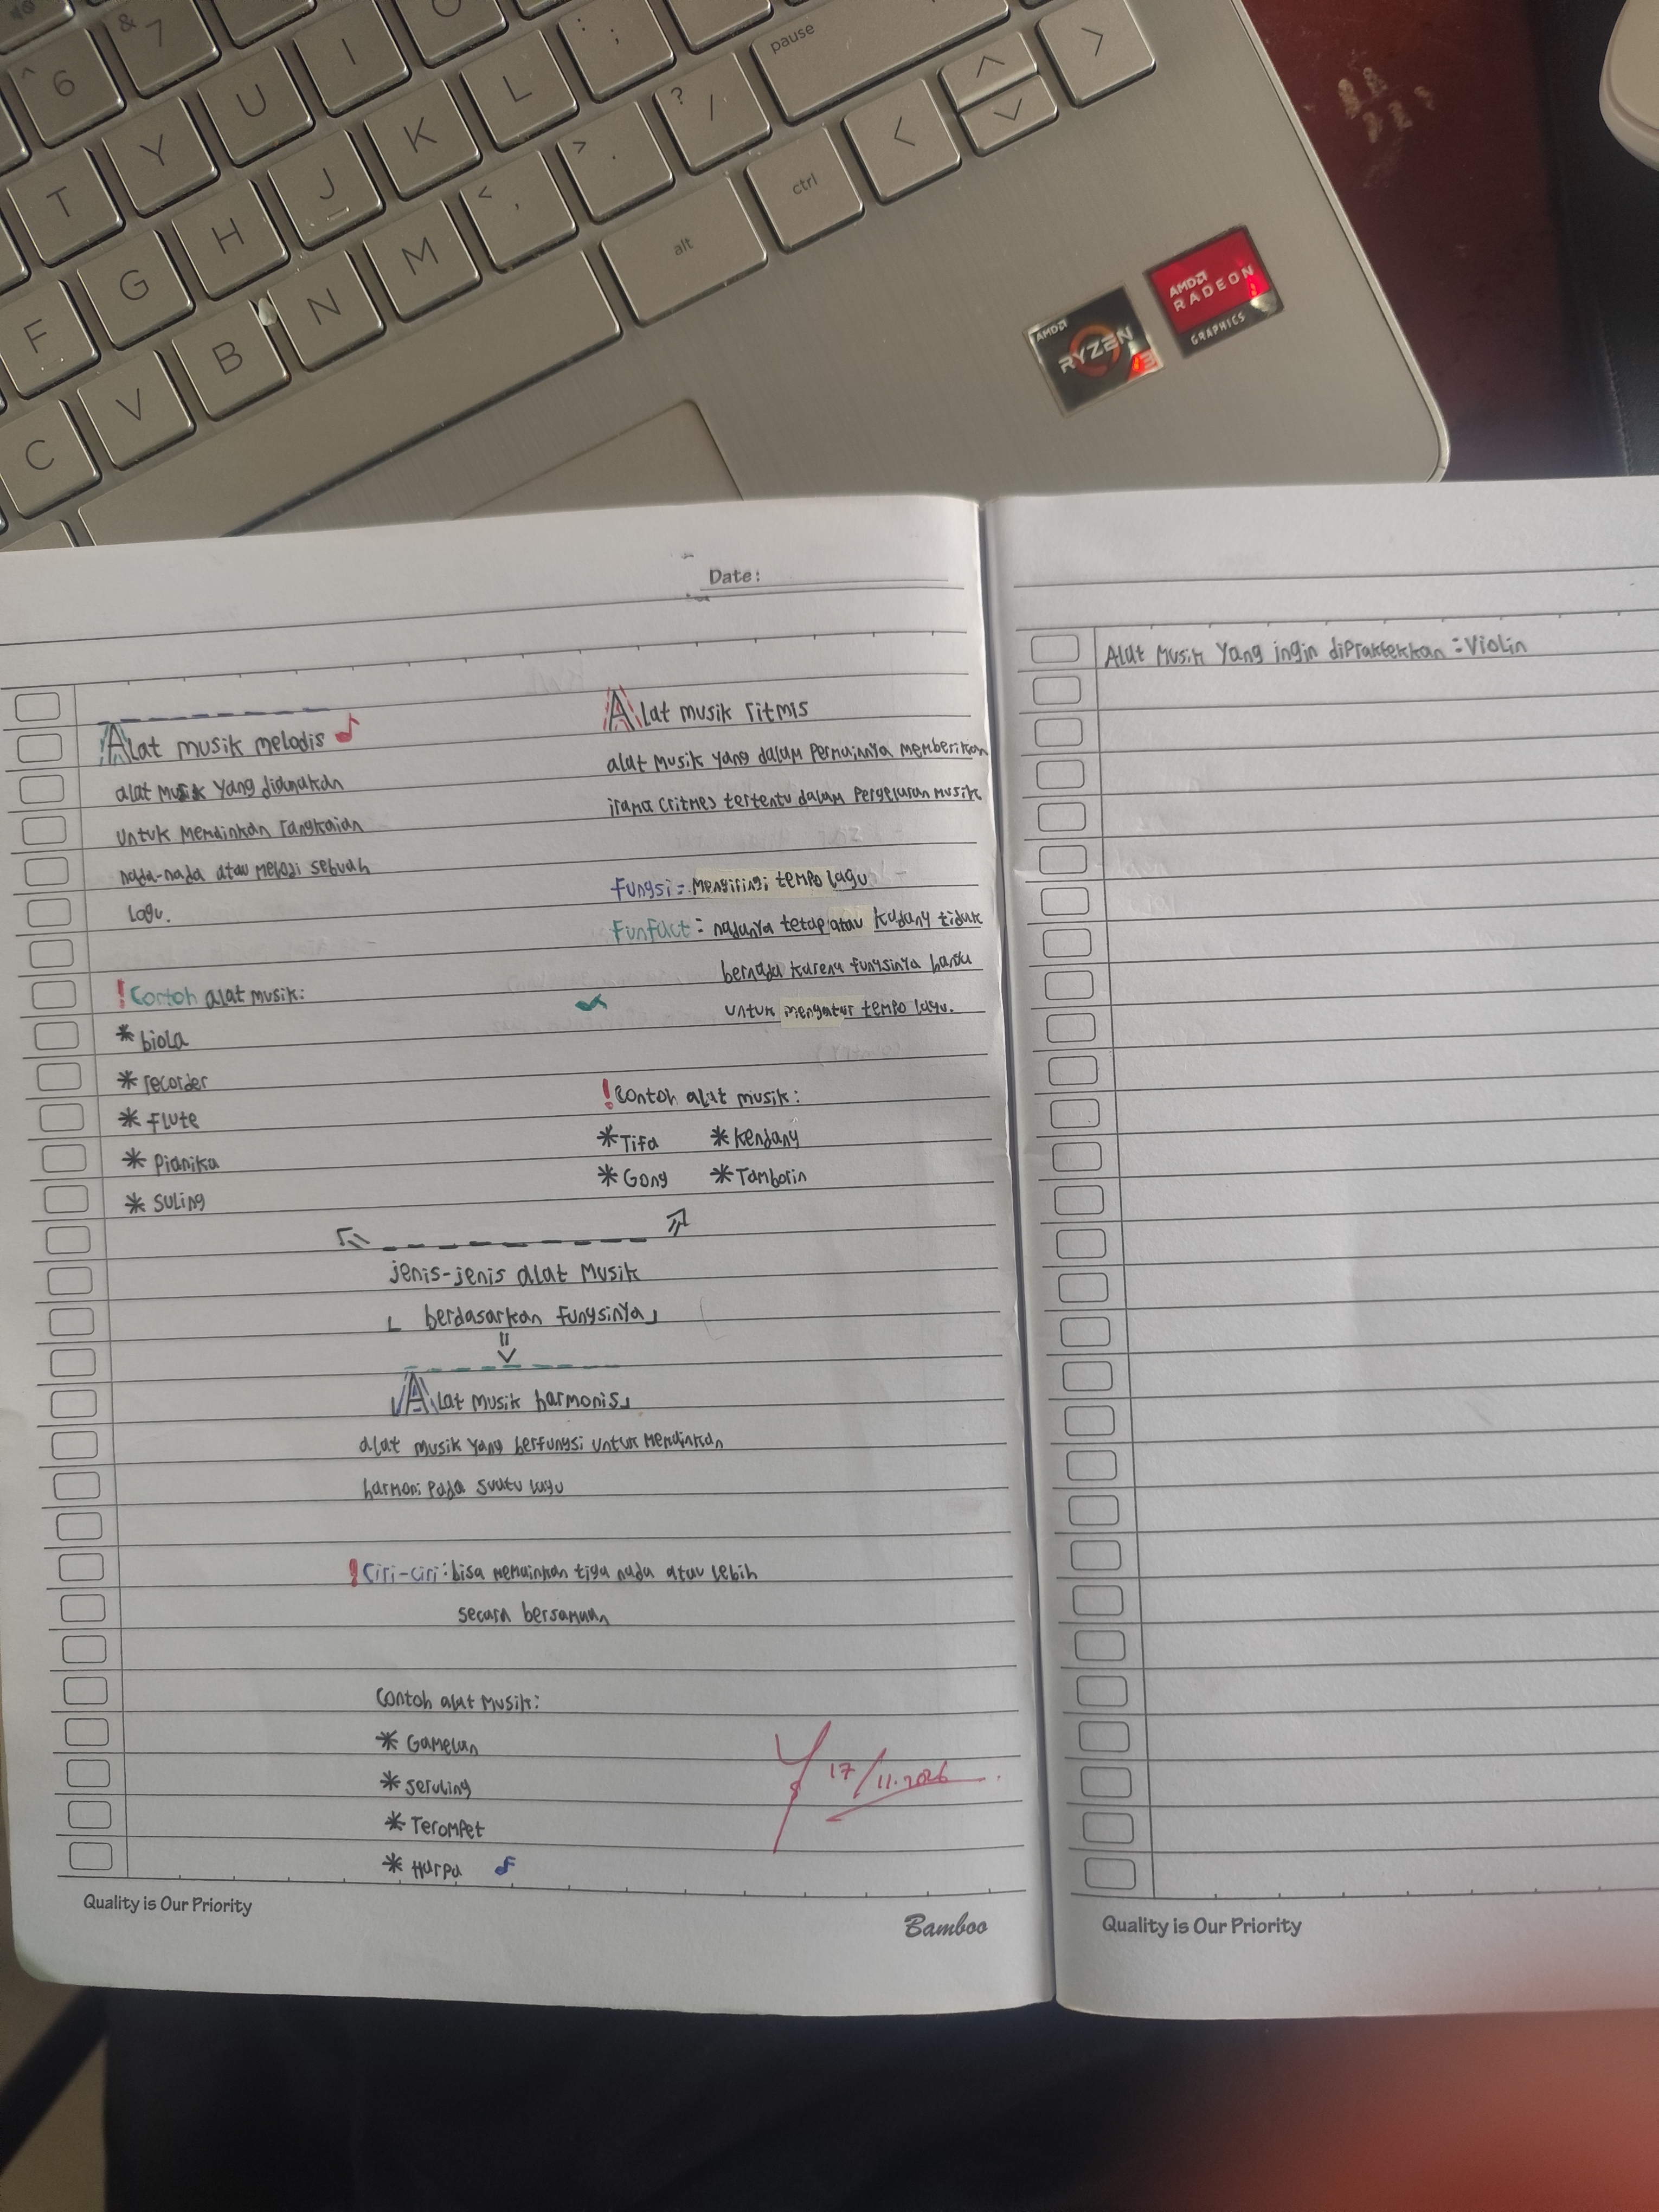 & 7
^ 6
T Y U I O
F G H J K L : ;
C V B N M < , > . ? /
pause
alt ctrl
AMD RYZEN 3
AMD RADEON GRAPHICS
Date:
Alat musik melodis
alat musik yang digunakan
untuk memainkan rangkaian
nada-nada atau melodi sebuah
lagu.
! Contoh alat musik:
* biola
* recorder
* flute
* Pianika
* suling
Alat musik ritmis
alat musik yang dalam permainnya memberikan
irama (ritme) tertentu dalam pergelaran musik
Fungsi = Mengiringi tempo lagu
Funfact = nadanya tetap atau kadang tidak
bernada karena fungsinya hanya
untuk mengatur tempo lagu.
! Contoh alat musik:
* Tifa * Kendang
* Gong * Tamborin
jenis-jenis alat Musik
berdasarkan fungsinya
Alat musik harmonis
alat musik yang berfungsi untuk memainkan
harmoni pada suatu lagu
! Ciri-ciri : bisa memainkan tiga nada atau lebih
secara bersamaan
Contoh alat musik:
* Gamelan
* seruling
* Terompet
* Harpa
17/11.2026
Quality is Our Priority
Bamboo
Alat musik yang ingin dipraktekkan = Violin
Quality is Our Priority